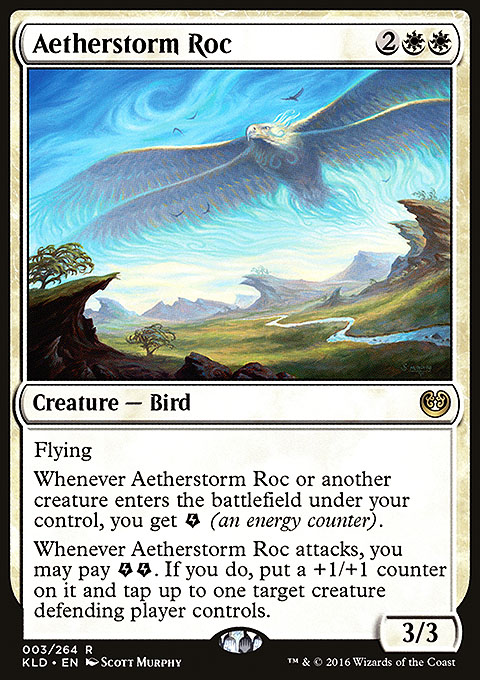 Aetherstorm Roc 2
Creature — Bird
Flying
Whenever Aetherstorm Roc or another
creature enters the battlefield under your
control, you get (an energy counter).
Whenever Aetherstorm Roc attacks, you
may pay. If you do, put a +1/+1 counter
on it and tap up to one target creature
defending player controls.
3/3
003/264 R
KLD • EN Scott Murphy
™ & © 2016 Wizards of the Coast